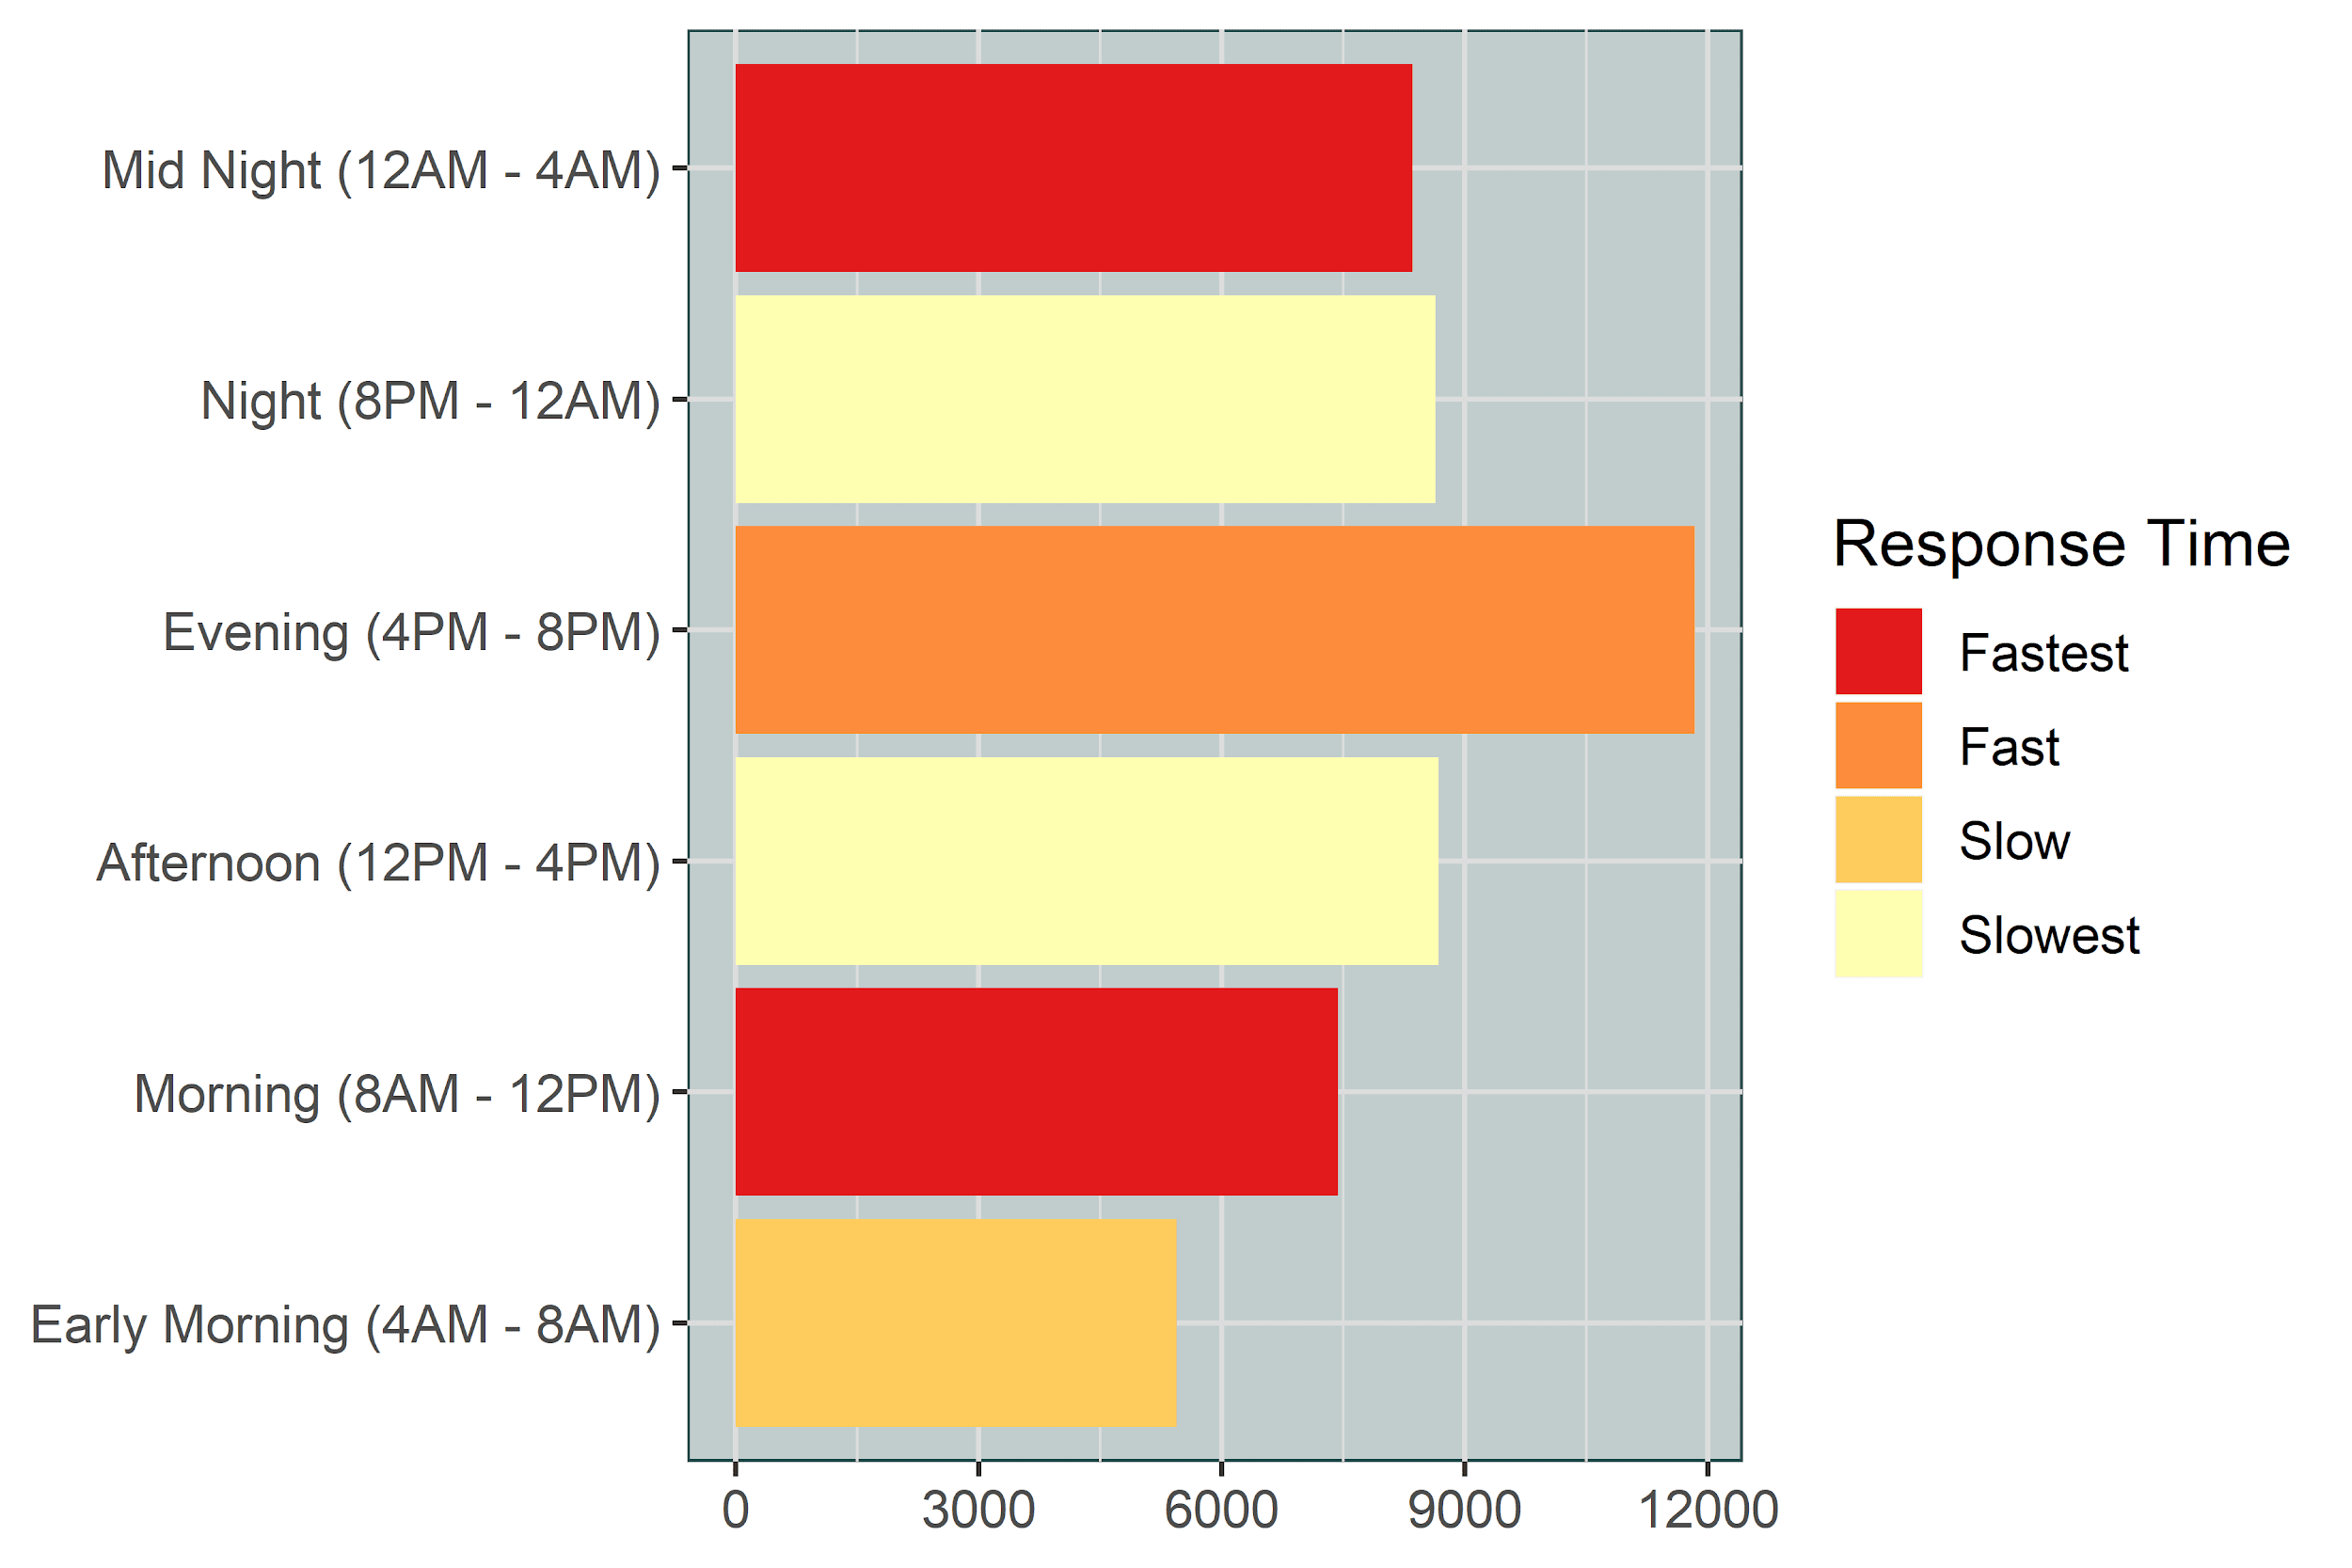 Mid Night (12AM - 4AM)
Night (8PM - 12AM)
Evening (4PM - 8PM)
Afternoon (12PM - 4PM)
Morning (8AM - 12PM)
Early Morning (4AM - 8AM)
0 3000 6000 9000 12000
Response Time
Fastest
Fast
Slow
Slowest